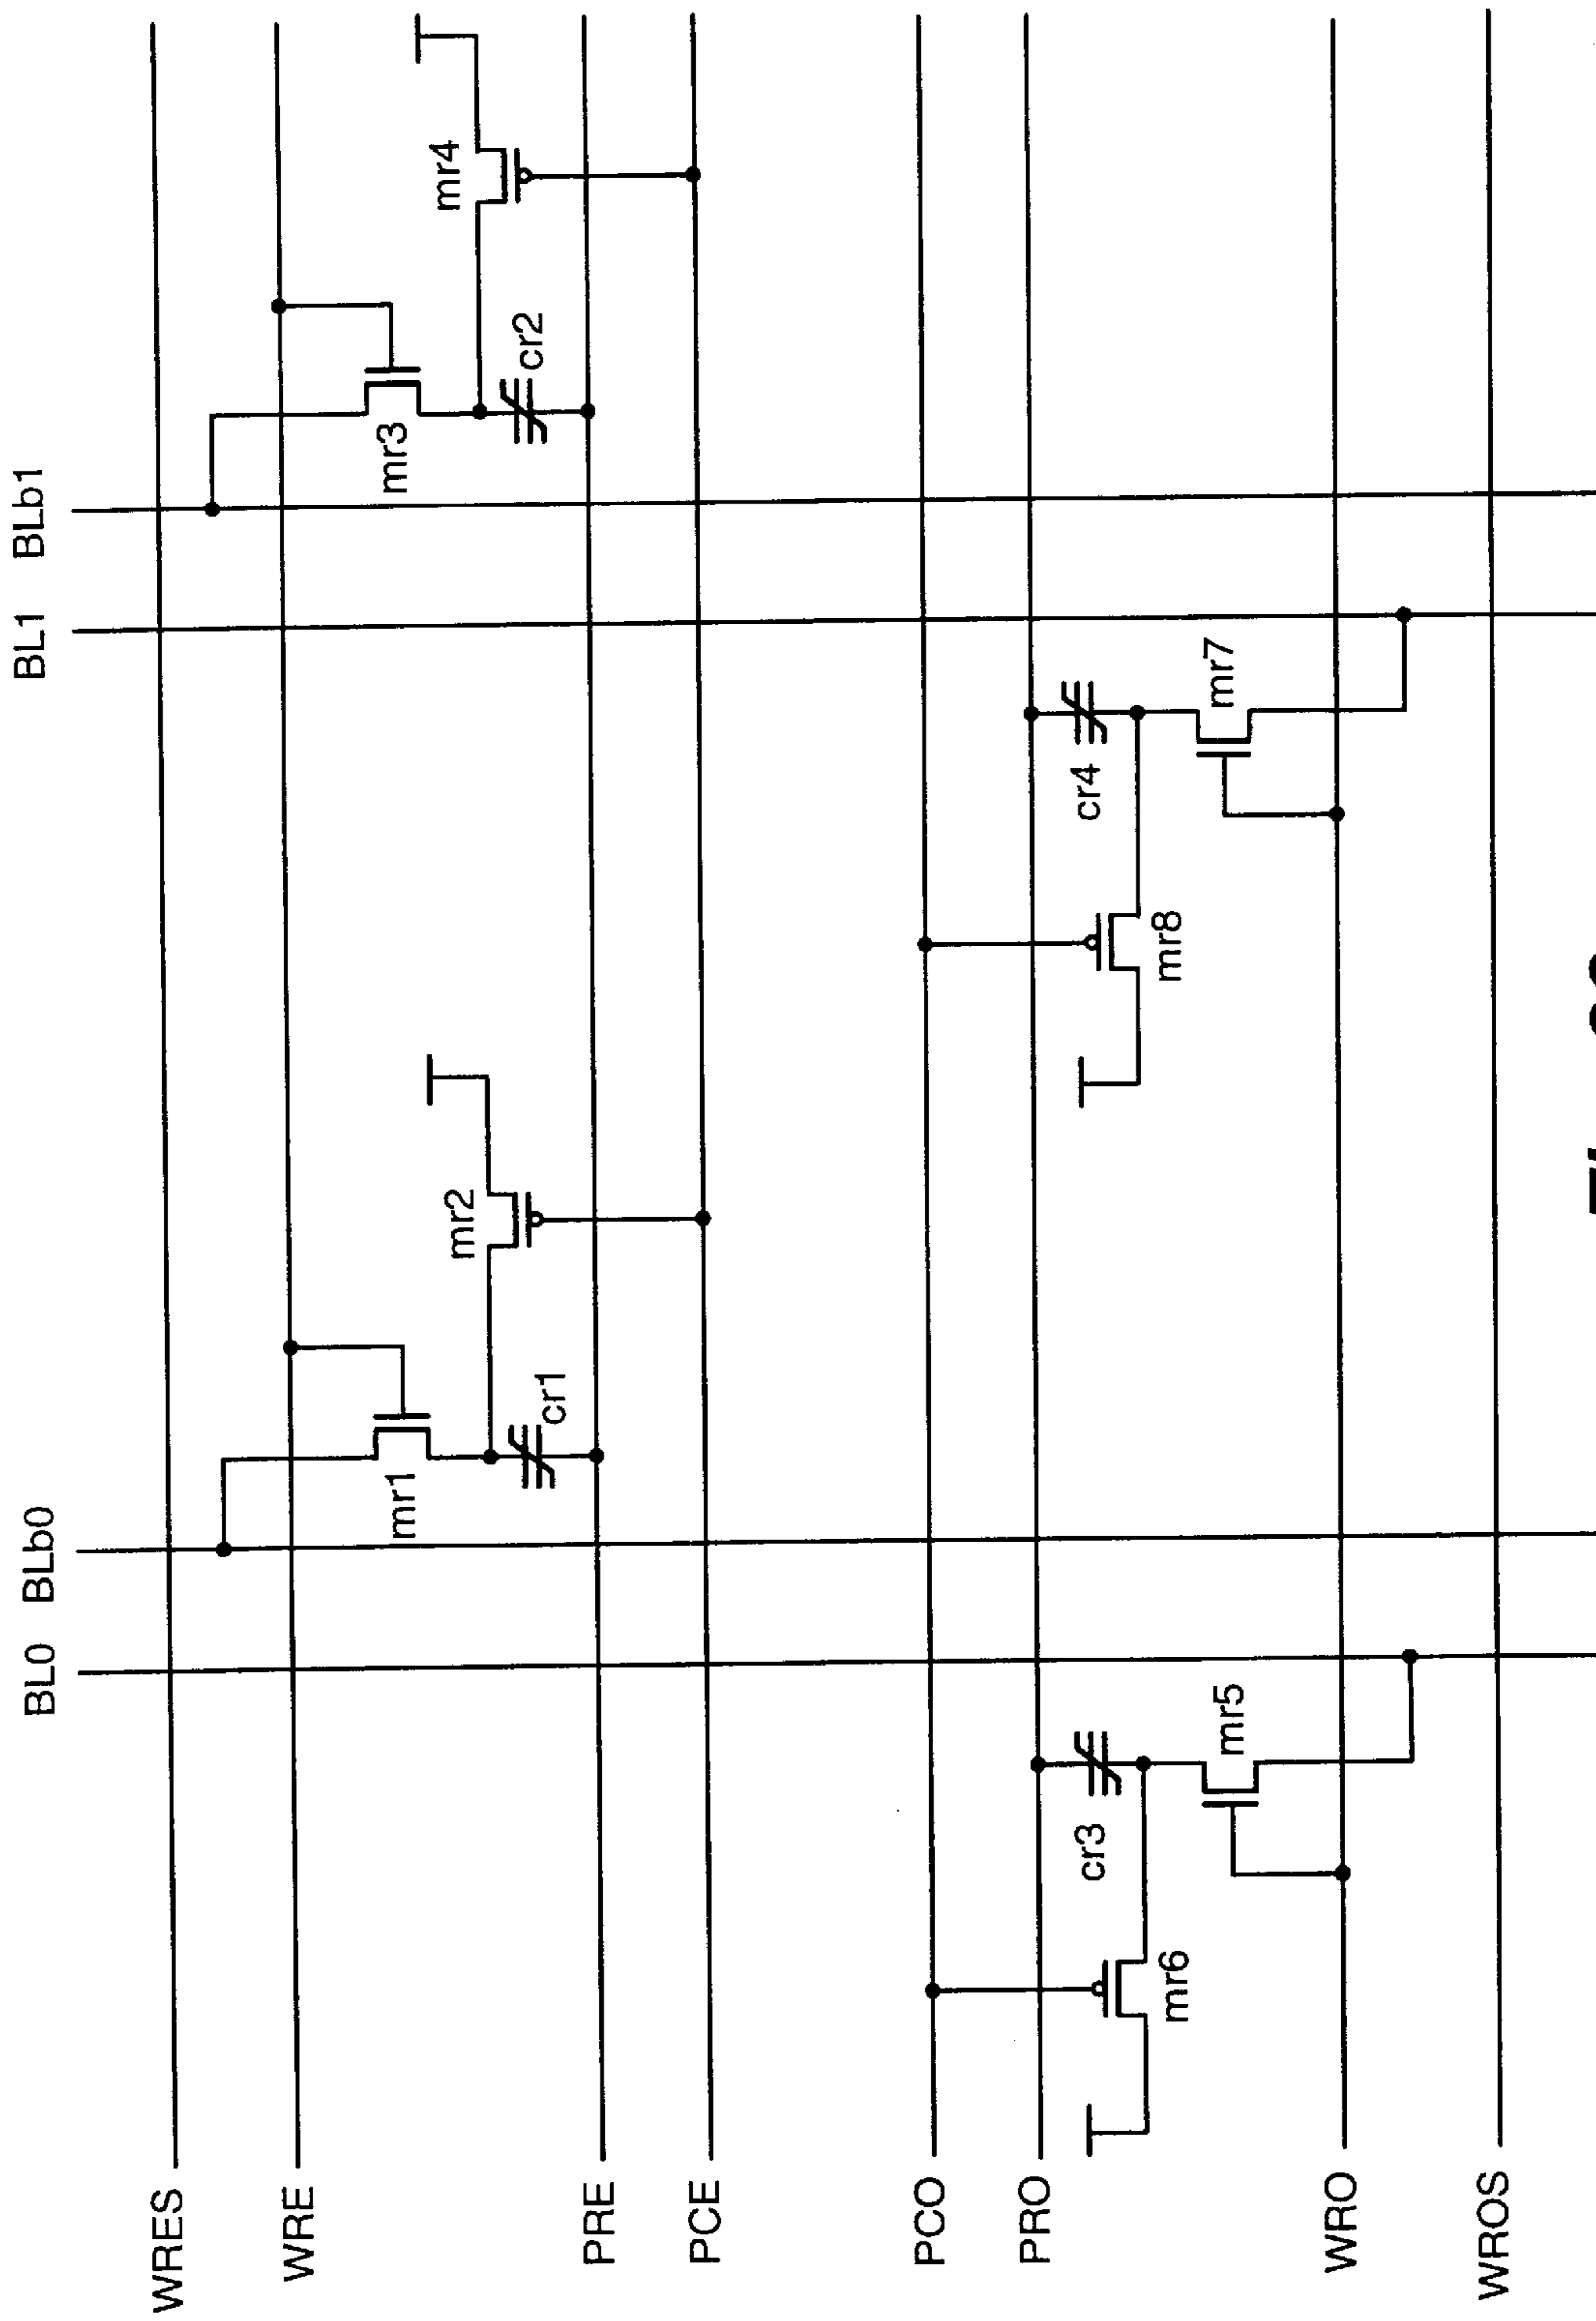 BL0 BLb0
BL1 BLb1
WRES
WRE
mr1
mr3
mr2
mr4
cr1
cr2
PRE
PCE
PCO
PRO
cr3
cr4
mr6
mr8
mr5
mr7
WRO
WROS